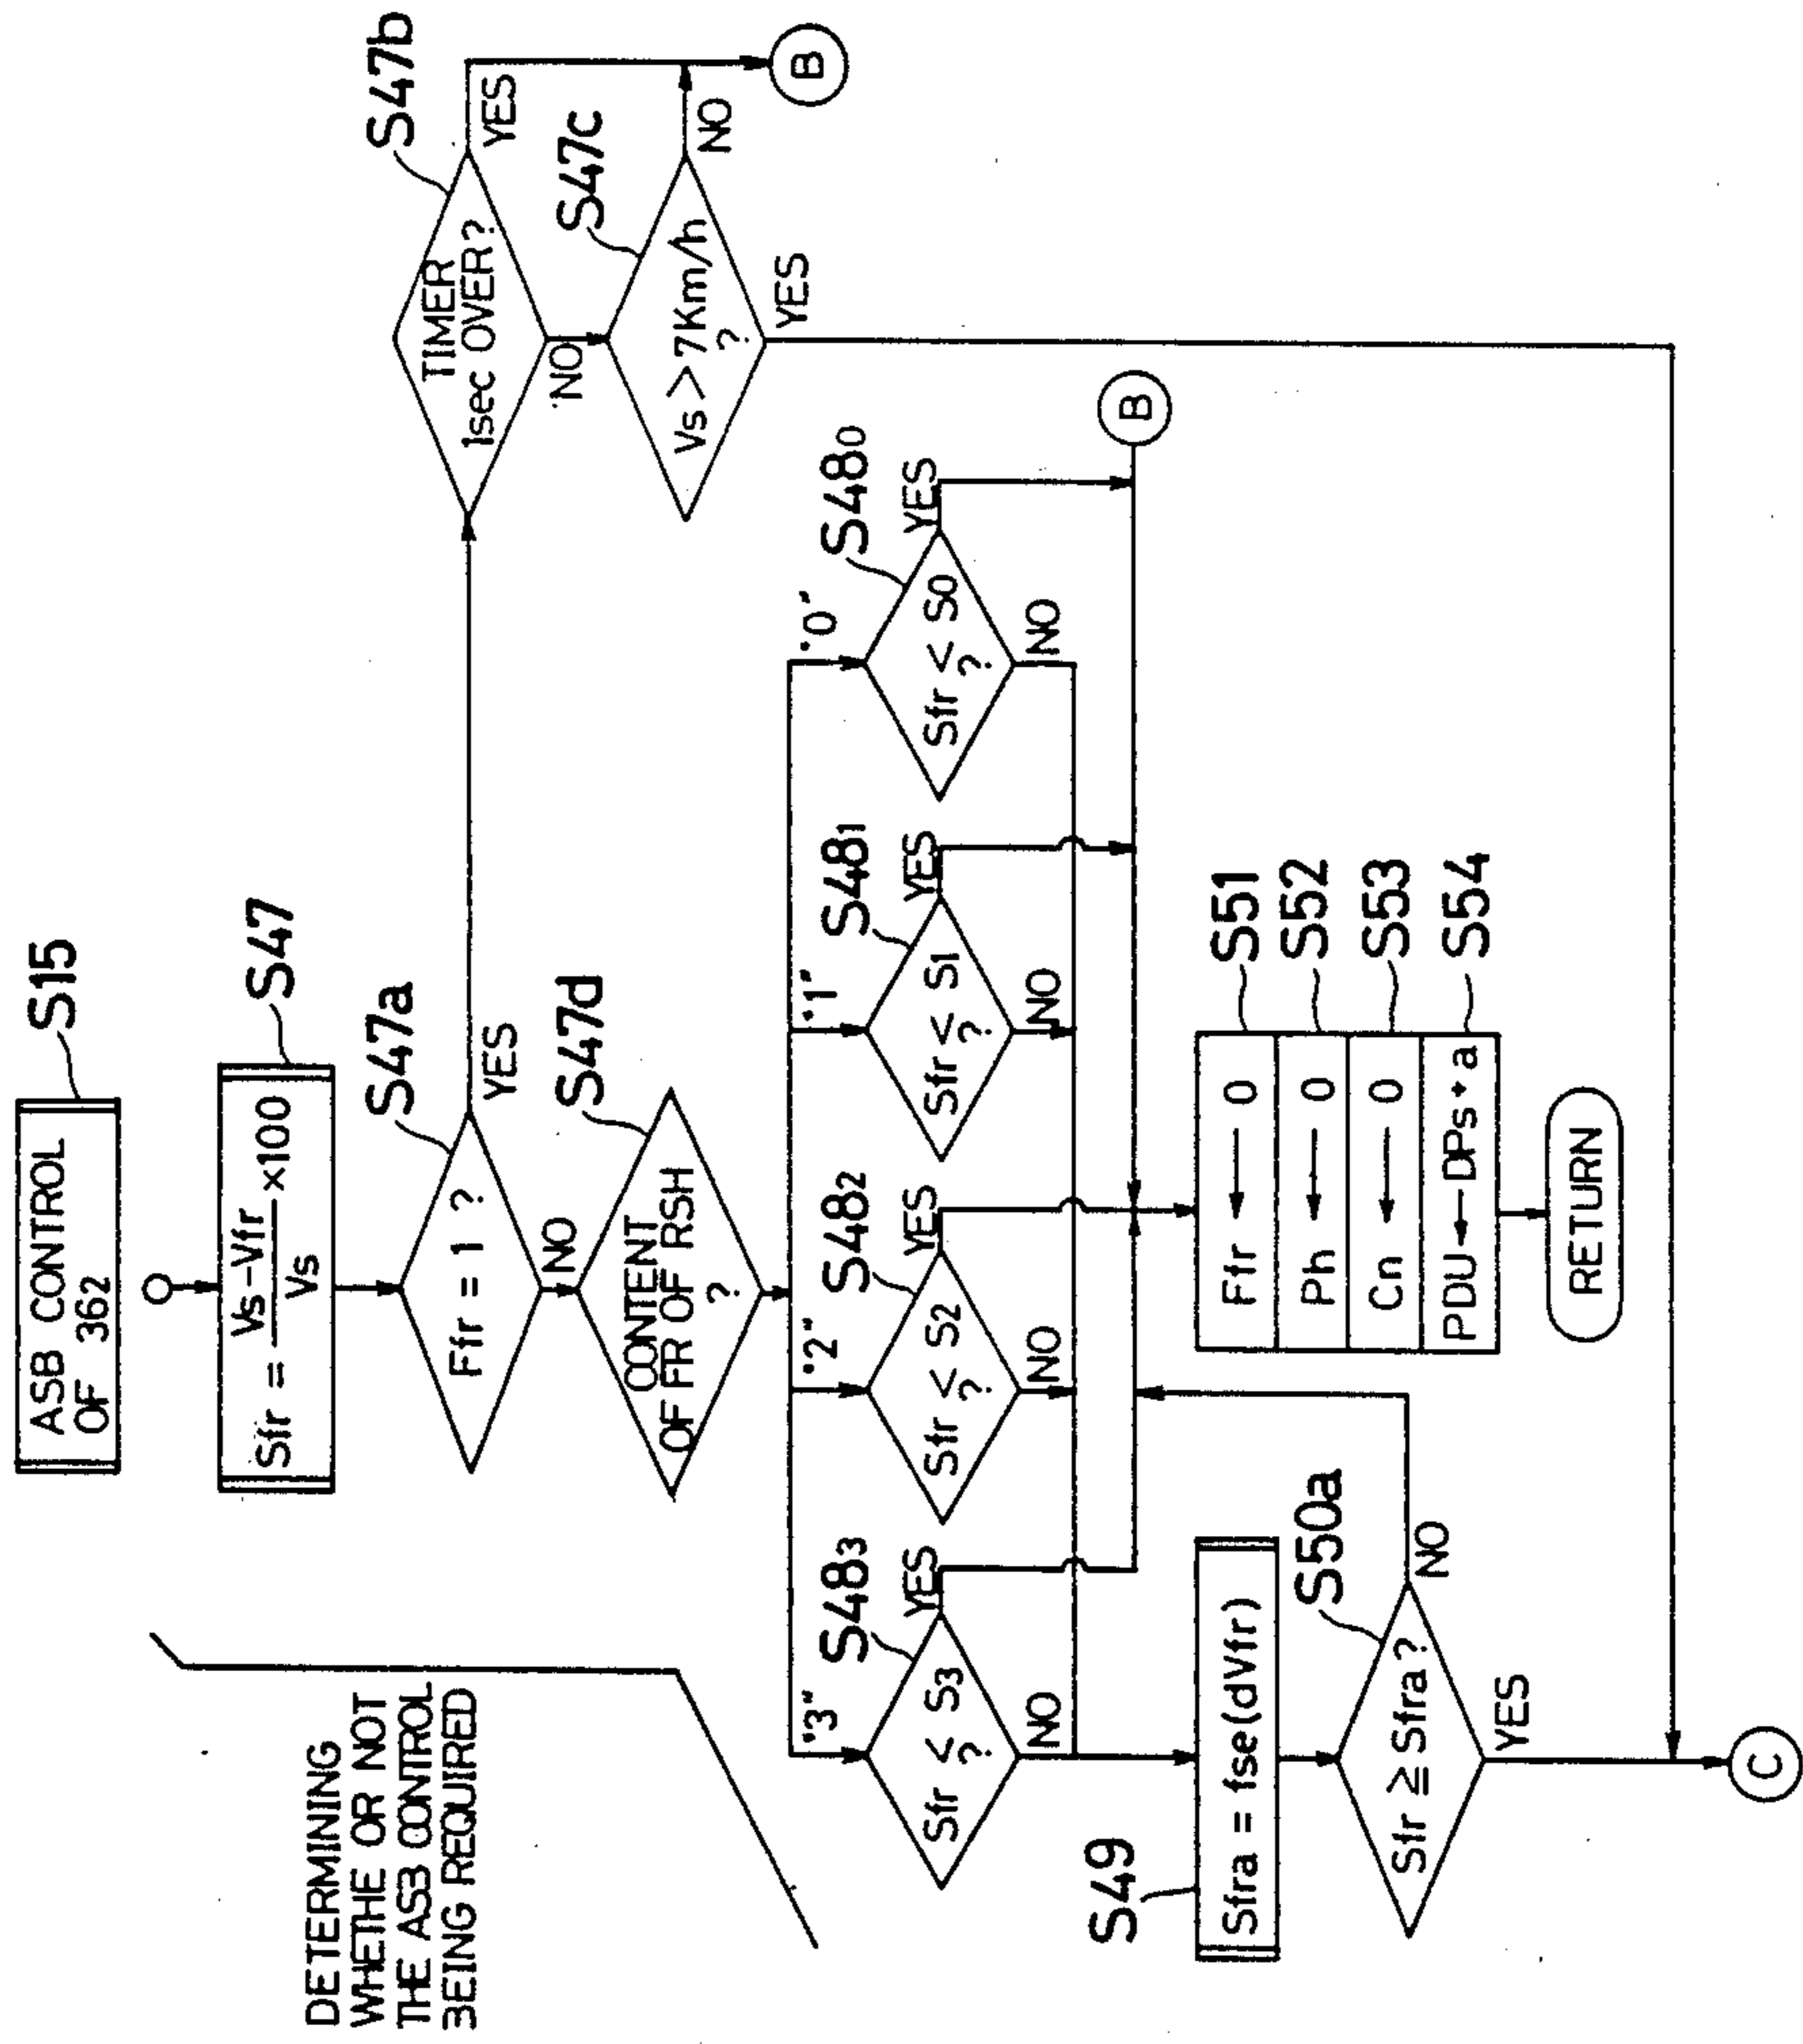 ASB CONTROL
OF 362
S15
Sfr = Vs-Vfr / Vs ×100
S47
Ffr = 1 ?
S47a
YES
NO
TIMER
1sec OVER?
S47b
YES
NO
Vs > 7Km/h
?
S47c
NO
YES
B
CONTENT
OF FR OF RSH
?
S47d
DETERMINING
WHETHE OR NOT
THE ASB CONTROL
BEING REQUIRED
"3"
"2"
"1"
"0"
Sfr < S3
?
S483
YES
NO
Sfr < S2
?
S482
YES
NO
Sfr < S1
?
S481
YES
NO
Sfr < S0
?
S480
YES
NO
B
S49
Sfra = fse(dVfr)
Sfr ≧ Sfra?
S50a
NO
YES
C
Ffr ← 0
S51
Ph ← 0
S52
Cn ← 0
S53
PDU ← DPs + a
S54
RETURN